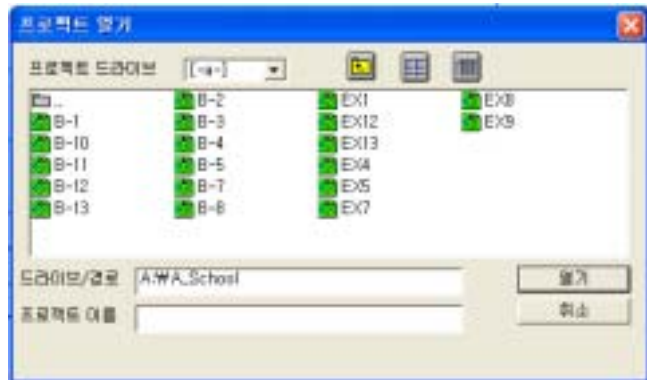 프로젝트 열기
프로젝트 드라이브 [-a-]
.. B-2 EX1 EX8
B-1 B-3 EX12 EX9
B-10 B-4 EX13
B-11 B-5 EX4
B-12 B-7 EX5
B-13 B-8 EX7
드라이브/경로 A:₩A_School 열기
프로젝트 이름 취소